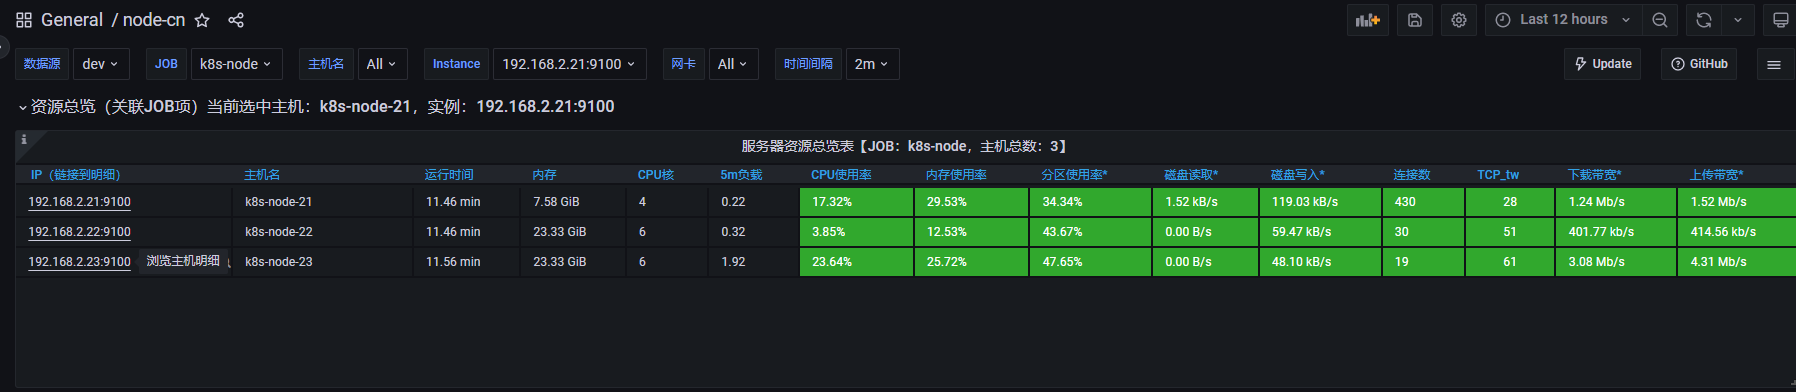 General / node-cn
Last 12 hours
数据源 dev JOB k8s-node 主机名 All Instance 192.168.2.21:9100 网卡 All 时间间隔 2m Update GitHub
资源总览（关联JOB项）当前选中主机：k8s-node-21，实例：192.168.2.21:9100
服务器资源总览表【JOB：k8s-node，主机总数：3】
IP（链接到明细） 主机名 运行时间 内存 CPU核 5m负载 CPU使用率 内存使用率 分区使用率* 磁盘读取* 磁盘写入* 连接数 TCP_tw 下载带宽* 上传带宽*
192.168.2.21:9100 k8s-node-21 11.46 min 7.58 GiB 4 0.22 17.32% 29.53% 34.34% 1.52 kB/s 119.03 kB/s 430 28 1.24 Mb/s 1.52 Mb/s
192.168.2.22:9100 k8s-node-22 11.46 min 23.33 GiB 6 0.32 3.85% 12.53% 43.67% 0.00 B/s 59.47 kB/s 30 51 401.77 kb/s 414.56 kb/s
192.168.2.23:9100 浏览主机明细 k8s-node-23 11.56 min 23.33 GiB 6 1.92 23.64% 25.72% 47.65% 0.00 B/s 48.10 kB/s 19 61 3.08 Mb/s 4.31 Mb/s